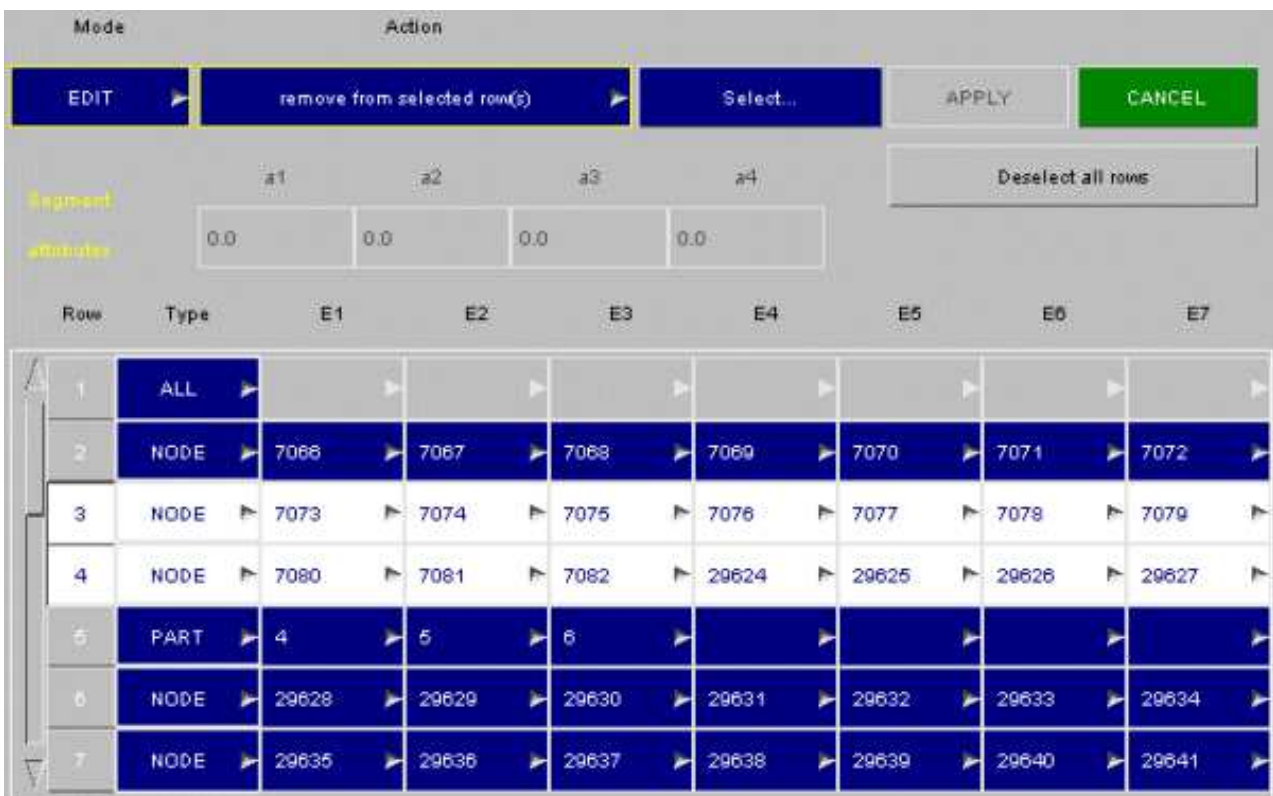 Mode Action
EDIT remove from selected row(s) Select... APPLY CANCEL
a1 a2 a3 a4 Deselect all rows
Segment
0.0 0.0 0.0 0.0
attributes
Row Type E1 E2 E3 E4 E5 E6 E7
1 ALL
2 NODE 7066 7067 7068 7069 7070 7071 7072
3 NODE 7073 7074 7075 7076 7077 7078 7079
4 NODE 7080 7081 7082 29624 29625 29626 29627
5 PART 4 5 6
6 NODE 29628 29629 29630 29631 29632 29633 29634
7 NODE 29635 29636 29637 29638 29639 29640 29641